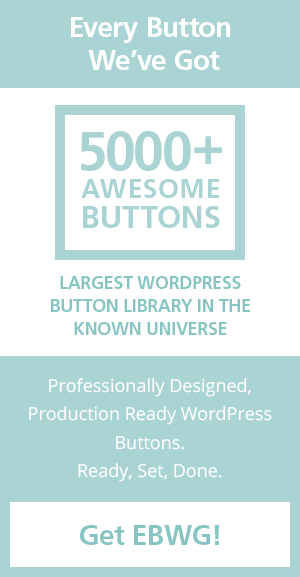 Every Button
We’ve Got
5000+
AWESOME
BUTTONS
LARGEST WORDPRESS
BUTTON LIBRARY IN THE
KNOWN UNIVERSE
Professionally Designed,
Production Ready WordPress
Buttons.
Ready, Set, Done.
Get EBWG!